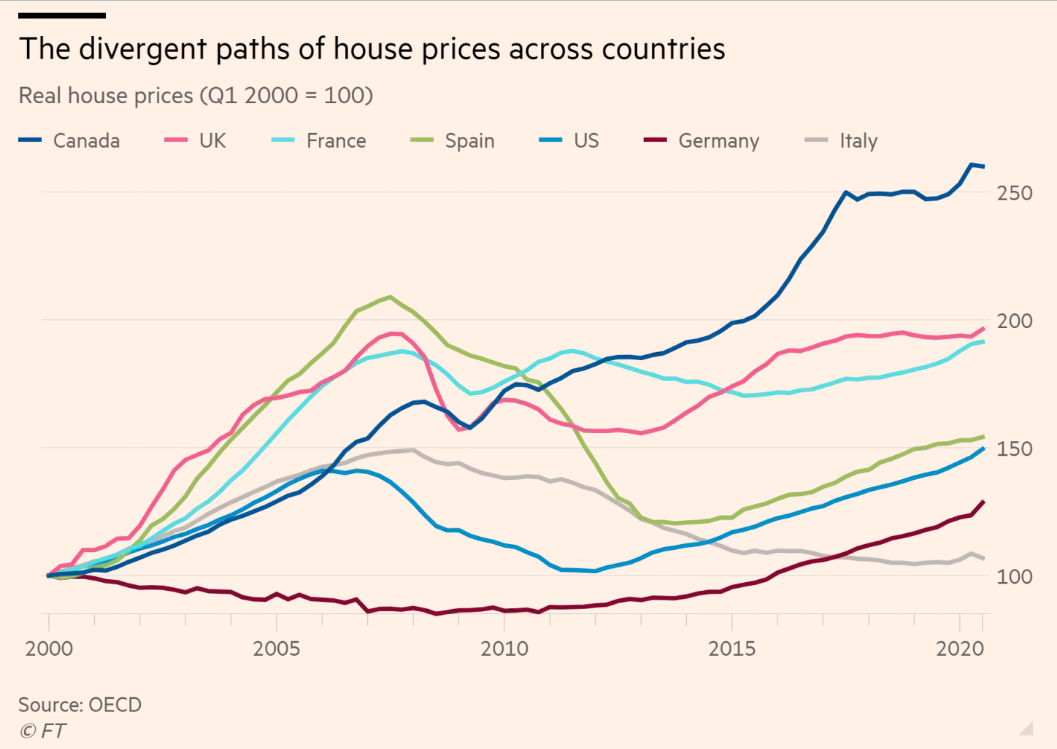 The divergent paths of house prices across countries
Real house prices (Q1 2000 = 100)
Canada UK France Spain US Germany Italy
250
200
150
100
2000 2005 2010 2015 2020
Source: OECD
© FT